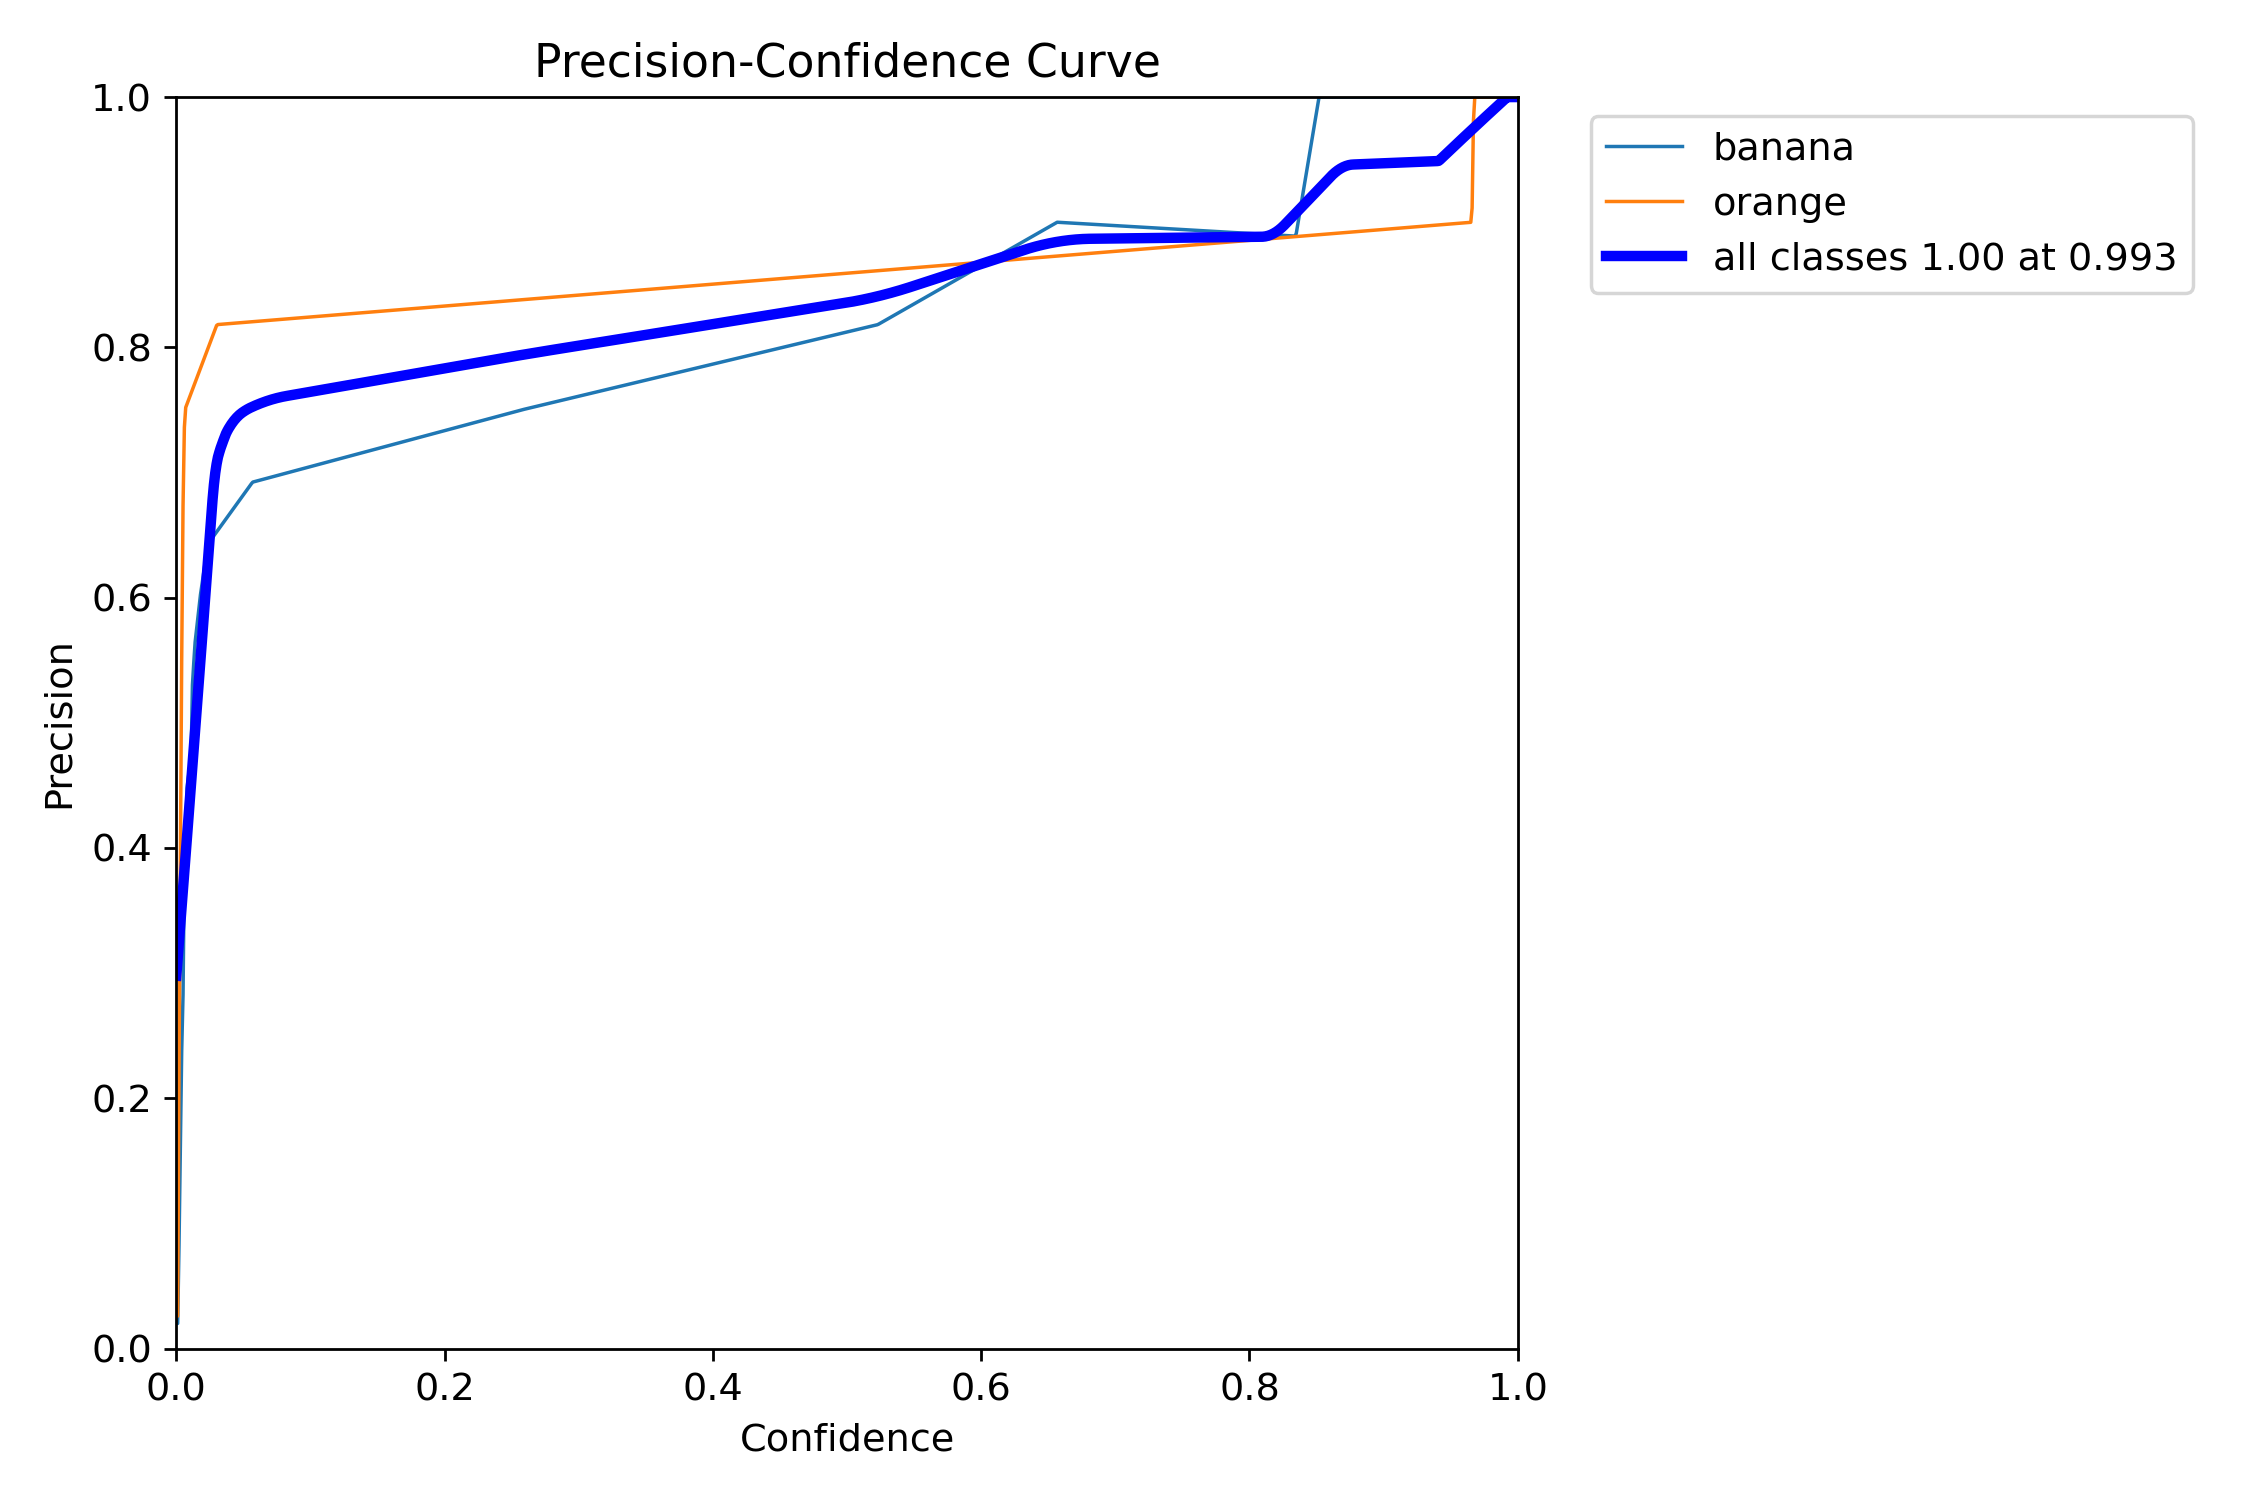 Precision-Confidence Curve
1.0
0.8
0.6
0.4
0.2
0.0
Precision
0.0 0.2 0.4 0.6 0.8 1.0
Confidence
banana
orange
all classes 1.00 at 0.993